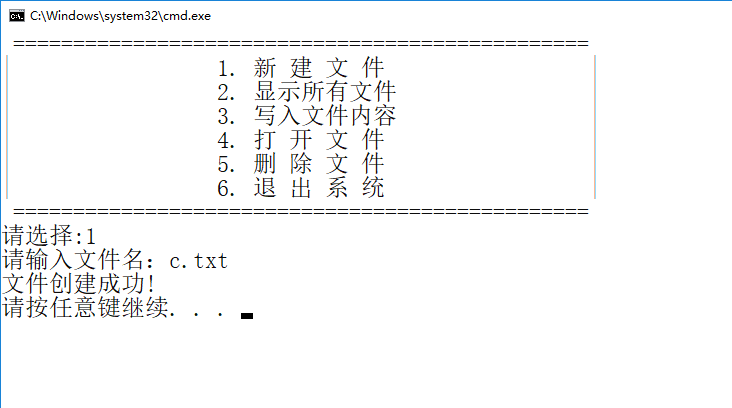 C:\Windows\system32\cmd.exe
================================================
1. 新 建 文 件
2. 显示所有文件
3. 写入文件内容
4. 打 开 文 件
5. 删 除 文 件
6. 退 出 系 统
================================================
请选择:1
请输入文件名：c.txt
文件创建成功!
请按任意键继续. . .